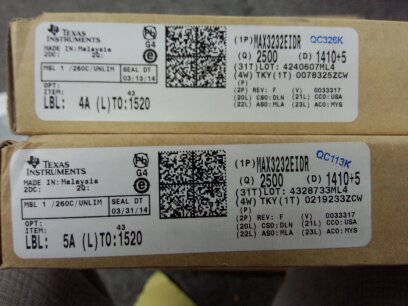 TEXAS INSTRUMENTS
MADE IN: Malaysia
2DC: 2Q:
MSL 1 /260C/UNLIM SEAL DT
03/13/14
OPT:
ITEM: 43
LBL: 4A (L)TO:1520
Pb
G4
e
(1P) MAX3232EIDR QC326K
(Q) 2500 (D) 1410+5
(31T)LOT: 4240607ML4
(4W) TKY(1T) 0078325ZCW
(P)
(2P) REV: F (V) 0033317
(20L) CSO:DLN (21L) CCO:USA
(22L) ASO:MLA (23L) ACO:MYS
TEXAS INSTRUMENTS
MADE IN: Malaysia
2DC: 2Q:
MSL 1 /260C/UNLIM SEAL DT
03/31/14
OPT:
ITEM: 43
LBL: 5A (L)TO:1520
Pb
G4
e
(1P) MAX3232EIDR QC113K
(Q) 2500 (D) 1410+5
(31T)LOT: 4328733ML4
(4W) TKY(1T) 0219233ZCW
(P)
(2P) REV: F (V) 0033317
(20L) CSO:DLN (21L) CCO:USA
(22L) ASO:MLA (23L) ACO:MYS